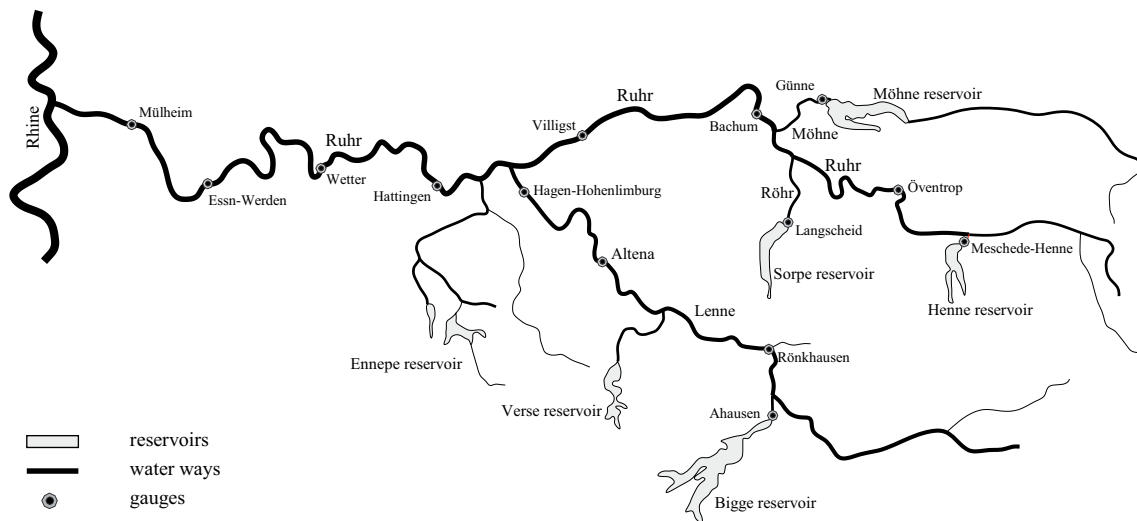 Günne
Möhne reservoir
Ruhr
Rhine
Mülheim
Villigst
Bachum
Möhne
Ruhr
Ruhr
Wetter
Hattingen
Hagen-Hohenlimburg
Röhr
Öventrop
Essn-Werden
Langscheid
Meschede-Henne
Altena
Sorpe reservoir
Henne reservoir
Lenne
Ennepe reservoir
Rönkhausen
Verse reservoir
Ahausen
reservoirs
water ways
gauges
Bigge reservoir